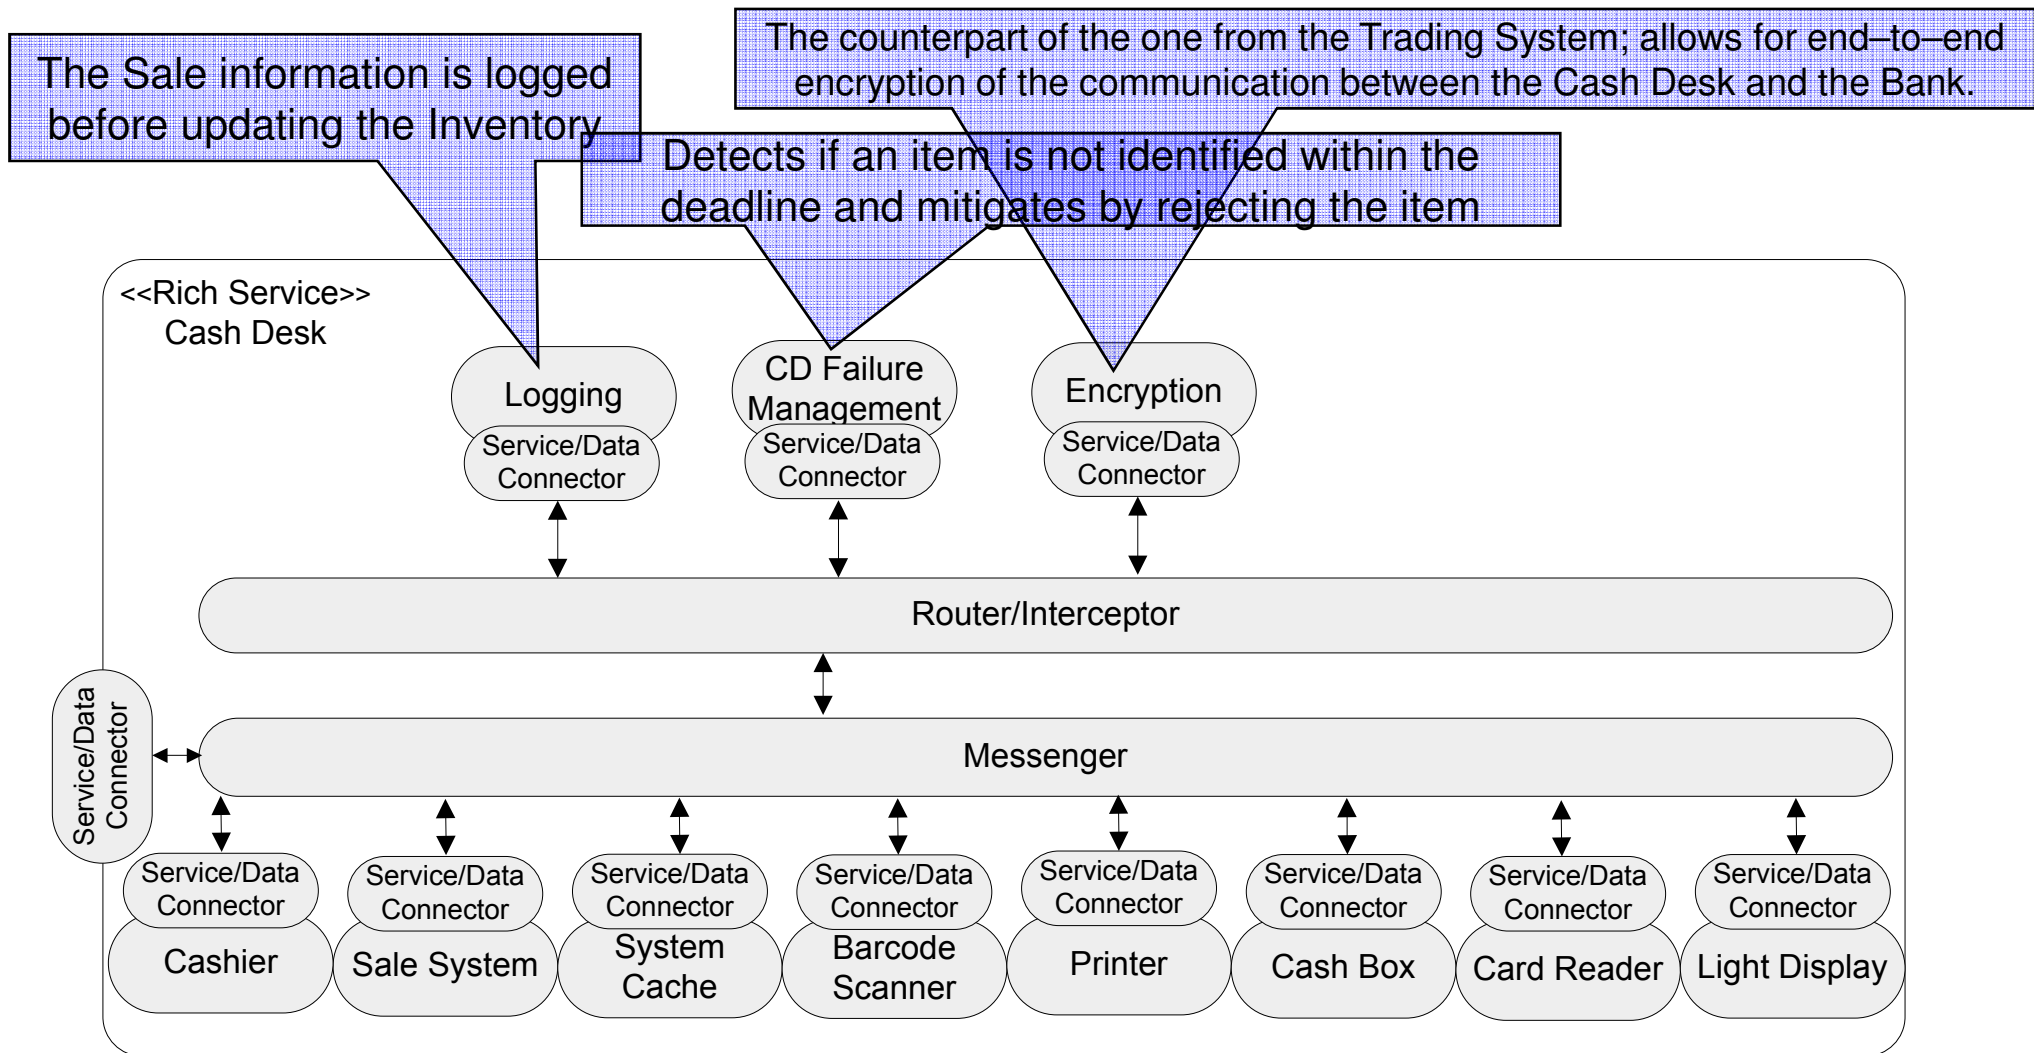 The Sale information is logged
before updating the Inventory
The counterpart of the one from the Trading System; allows for end–to–end
encryption of the communication between the Cash Desk and the Bank.
Detects if an item is not identified within the
deadline and mitigates by rejecting the item
<<Rich Service>>
Cash Desk
Logging
Service/Data
Connector
CD Failure
Management
Service/Data
Connector
Encryption
Service/Data
Connector
Router/Interceptor
Service/Data
Connector
Messenger
Service/Data
Connector
Cashier
Service/Data
Connector
Sale System
Service/Data
Connector
System
Cache
Service/Data
Connector
Barcode
Scanner
Service/Data
Connector
Printer
Service/Data
Connector
Cash Box
Service/Data
Connector
Card Reader
Service/Data
Connector
Light Display